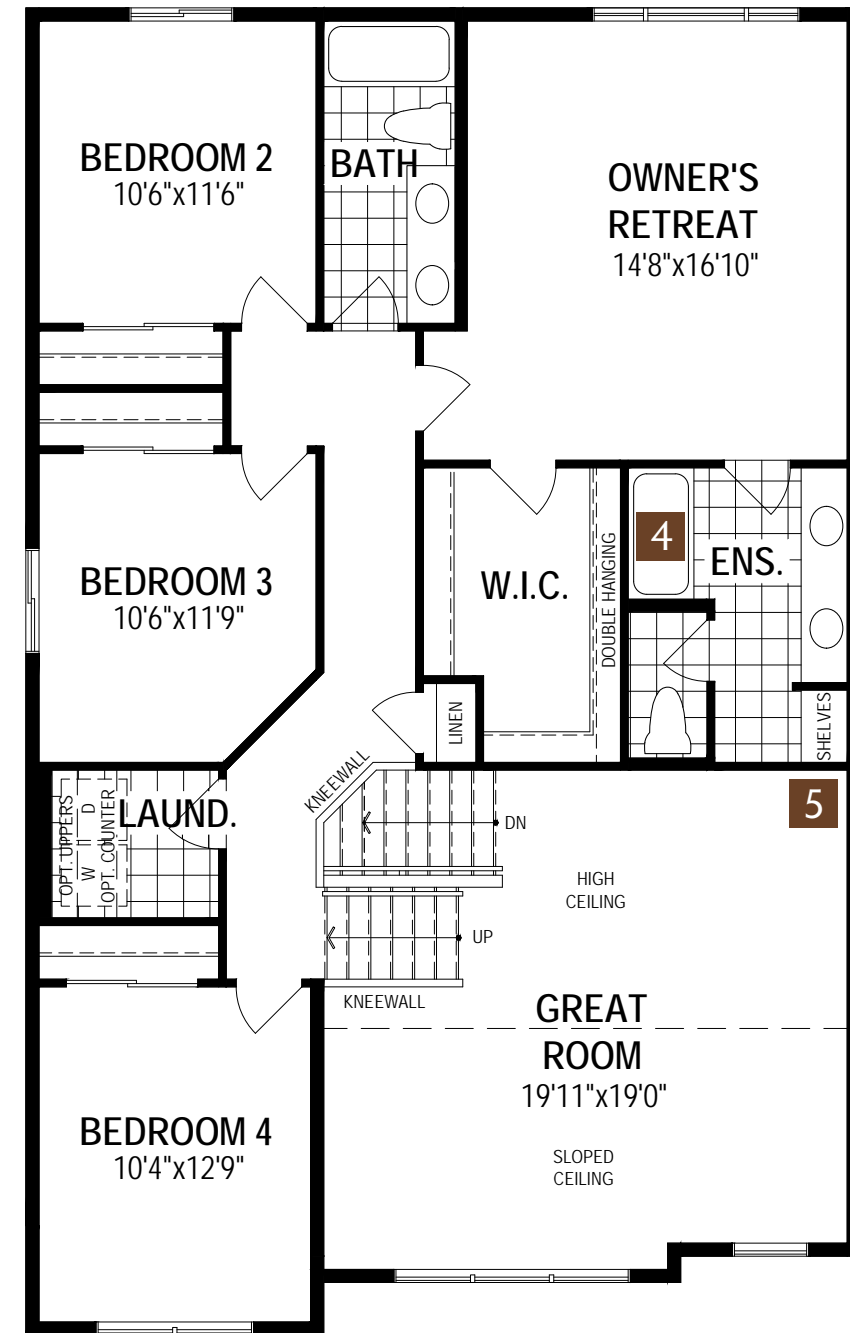 BEDROOM 2
10'6"x11'6"
BATH
OWNER'S
RETREAT
14'8"x16'10"
BEDROOM 3
10'6"x11'9"
W.I.C.
DOUBLE HANGING
4
ENS.
LINEN
SHELVES
KNEEWALL
LAUND.
OPT. UPPERS
W D
OPT. COUNTER
DN
5
HIGH
CEILING
UP
KNEEWALL
GREAT
ROOM
19'11"x19'0"
BEDROOM 4
10'4"x12'9"
SLOPED
CEILING